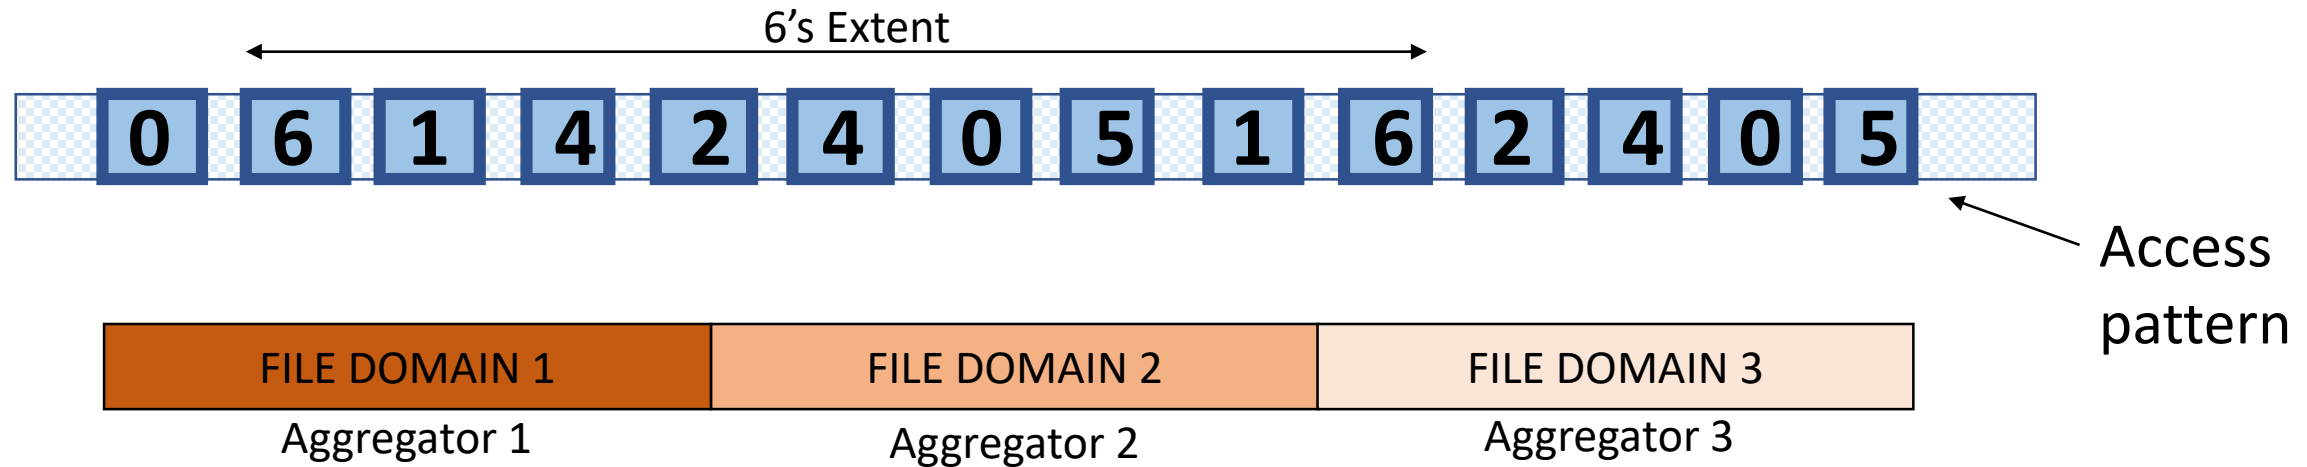 6’s Extent
0 6 1 4 2 4 0 5 1 6 2 4 0 5
Access
pattern
FILE DOMAIN 1 FILE DOMAIN 2 FILE DOMAIN 3
Aggregator 1 Aggregator 2 Aggregator 3